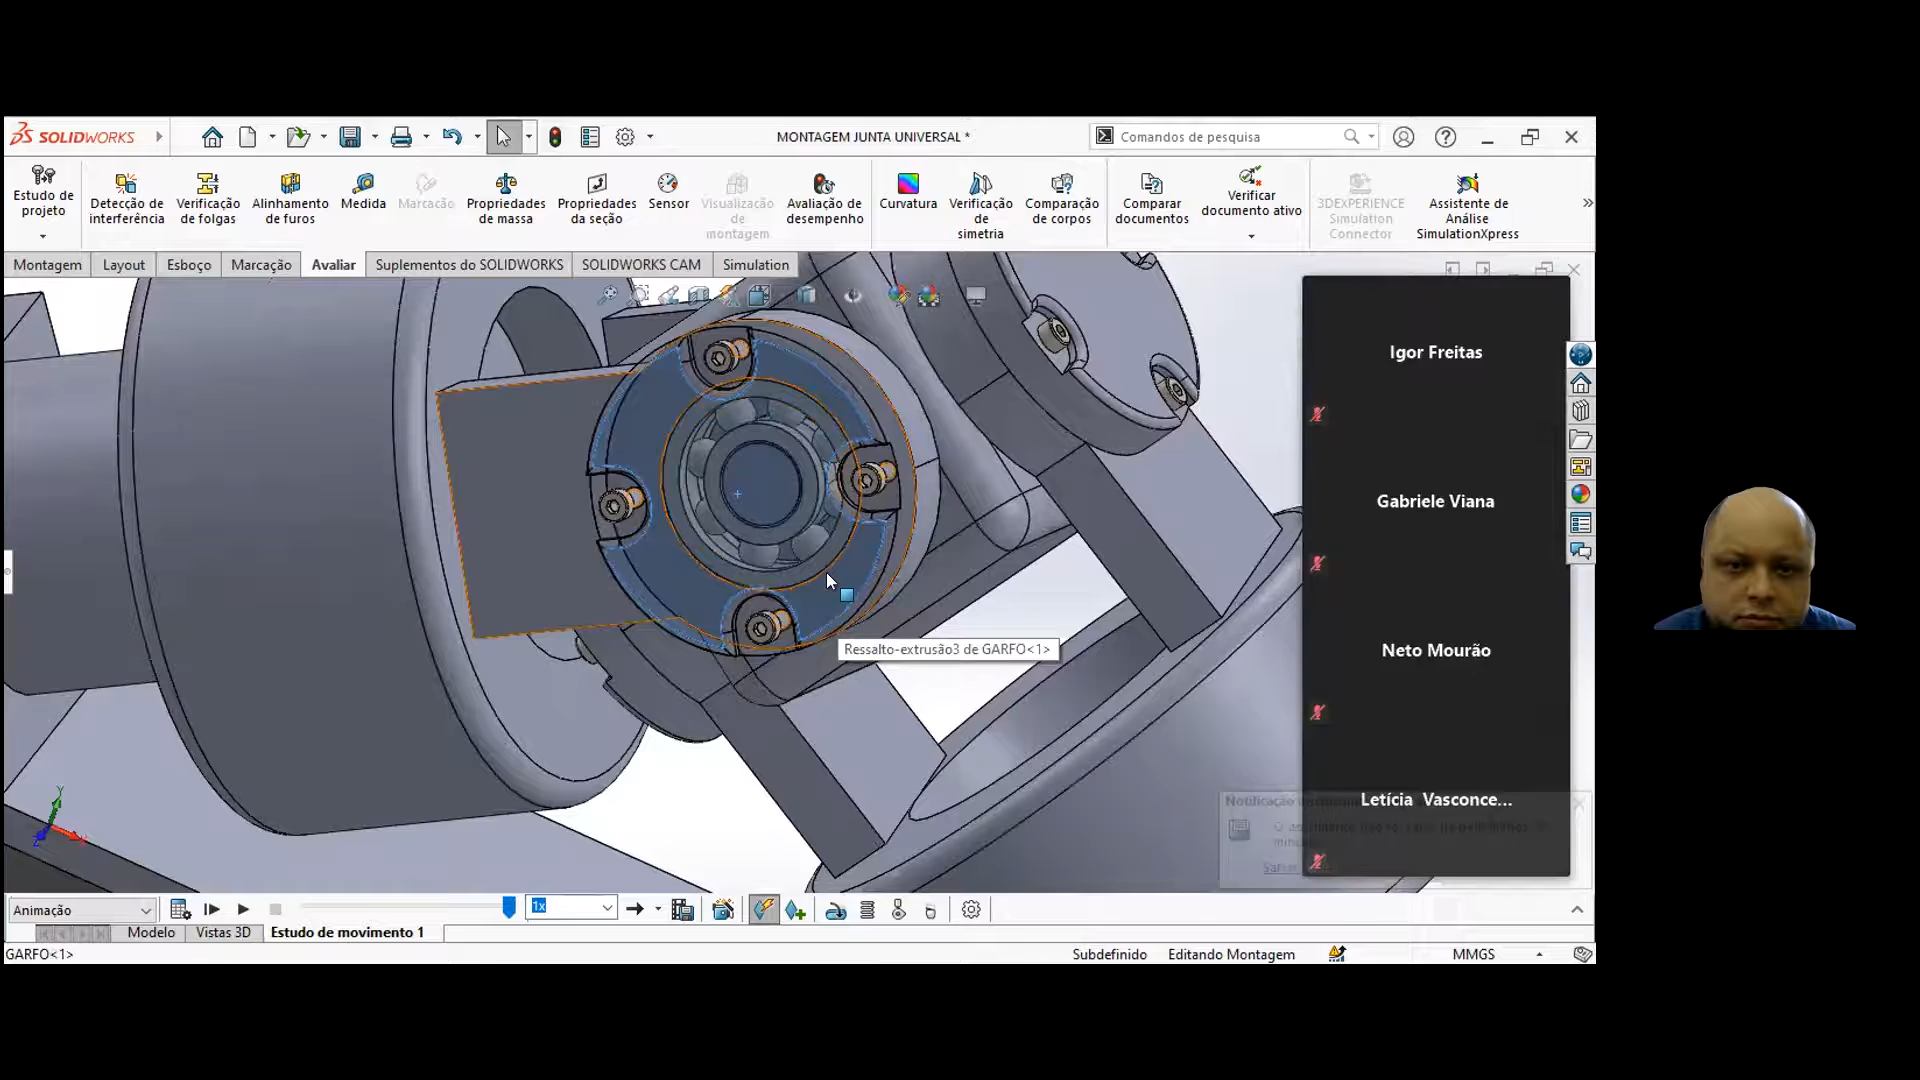 SOLIDWORKS
MONTAGEM JUNTA UNIVERSAL *
Comandos de pesquisa
Estudo de
projeto
Detecção de
interferência
Verificação
de folgas
Alinhamento
de furos
Medida
Marcação
Propriedades
de massa
Propriedades
da seção
Sensor
Visualização
de
montagem
Avaliação de
desempenho
Curvatura
Verificação
de
simetria
Comparação
de corpos
Comparar
documentos
Verificar
documento ativo
3DEXPERIENCE
Simulation
Connector
Assistente de
Análise
SimulationXpress
Montagem
Layout
Esboço
Marcação
Avaliar
Suplementos do SOLIDWORKS
SOLIDWORKS CAM
Simulation
Igor Freitas
Gabriele Viana
Neto Mourão
Letícia Vasconce...
Ressalto-extrusão3 de GARFO<1>
Y
Animação
1x
Modelo
Vistas 3D
Estudo de movimento 1
GARFO<1>
Subdefinido
Editando Montagem
MMGS